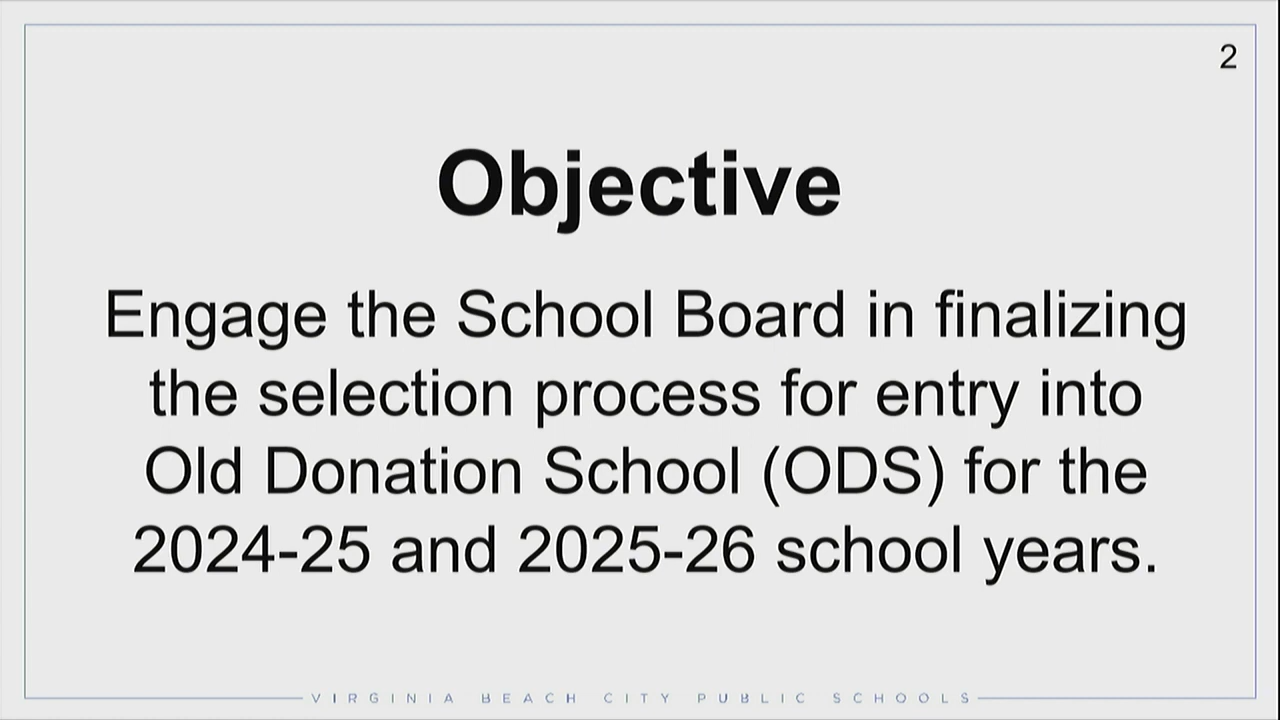 2
Objective
Engage the School Board in finalizing
the selection process for entry into
Old Donation School (ODS) for the
2024-25 and 2025-26 school years.
VIRGINIA BEACH CITY PUBLIC SCHOOLS